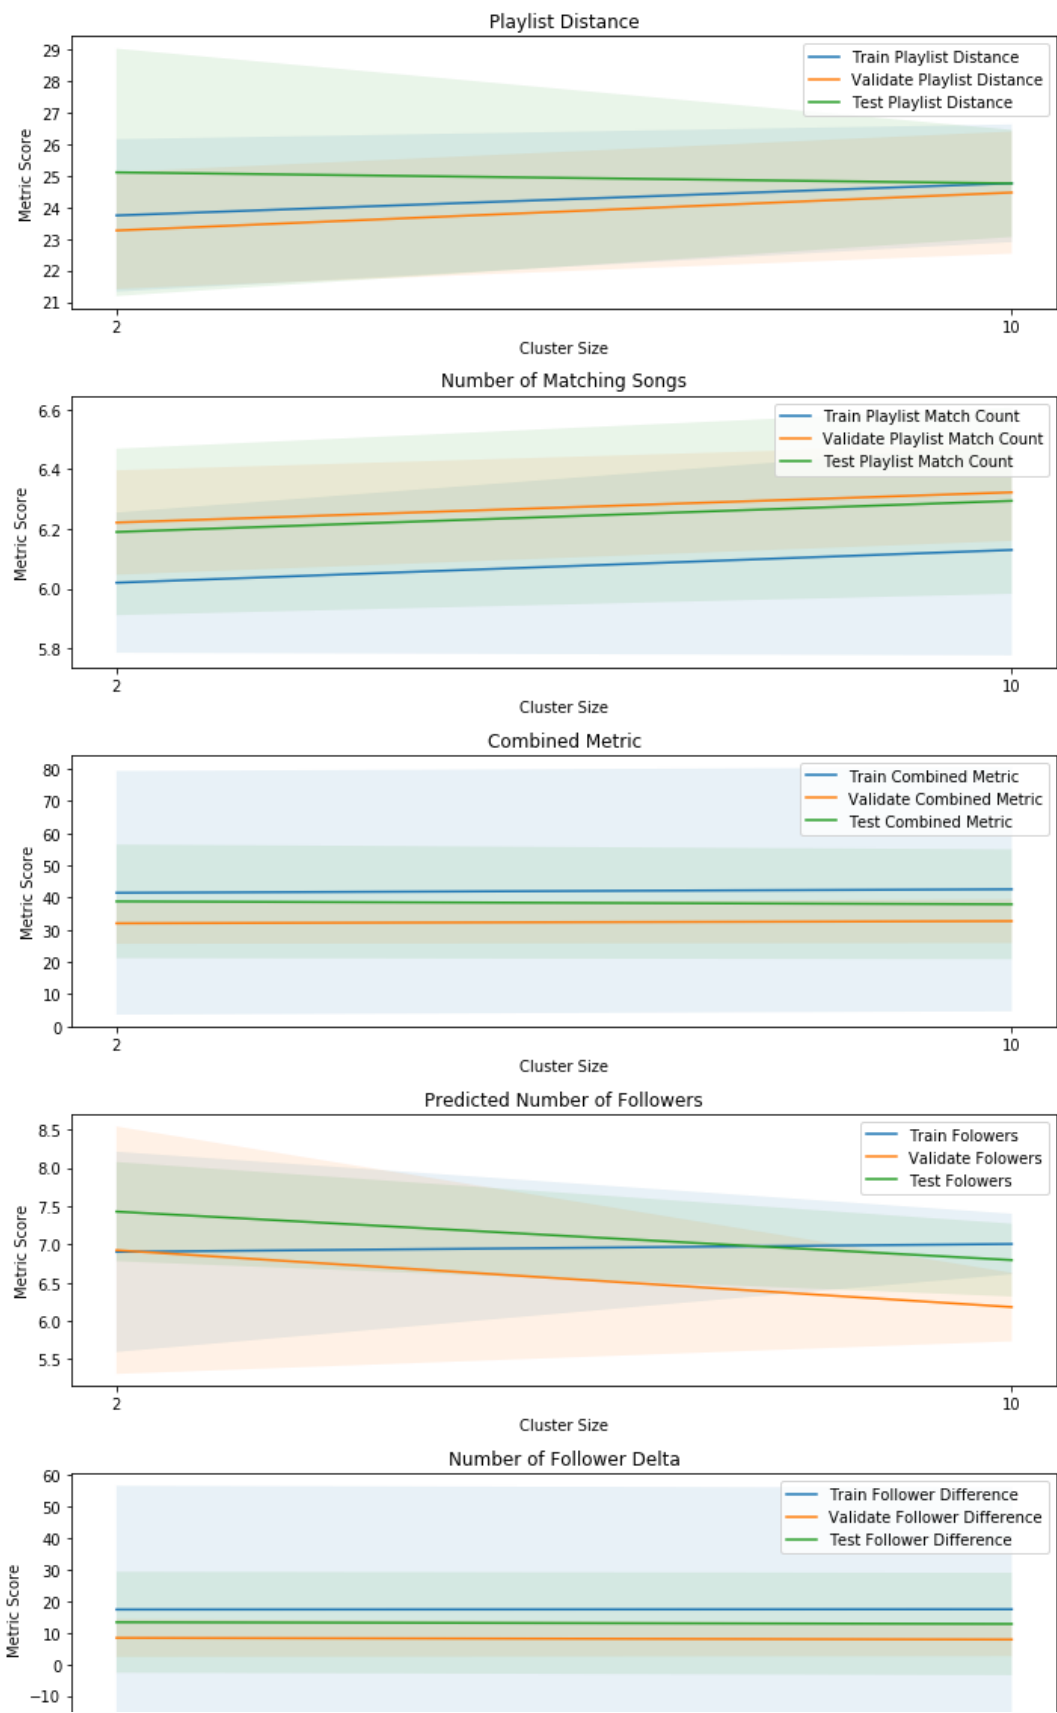 Playlist Distance
29
28
27
26
25
24
23
22
21
Metric Score
Train Playlist Distance
Validate Playlist Distance
Test Playlist Distance
2
10
Cluster Size
Number of Matching Songs
6.6
6.4
6.2
6.0
5.8
Metric Score
Train Playlist Match Count
Validate Playlist Match Count
Test Playlist Match Count
2
10
Cluster Size
Combined Metric
80
70
60
50
40
30
20
10
0
Metric Score
Train Combined Metric
Validate Combined Metric
Test Combined Metric
2
10
Cluster Size
Predicted Number of Followers
8.5
8.0
7.5
7.0
6.5
6.0
5.5
Metric Score
Train Folowers
Validate Folowers
Test Folowers
2
10
Cluster Size
Number of Follower Delta
60
50
40
30
20
10
0
−10
Metric Score
Train Follower Difference
Validate Follower Difference
Test Follower Difference